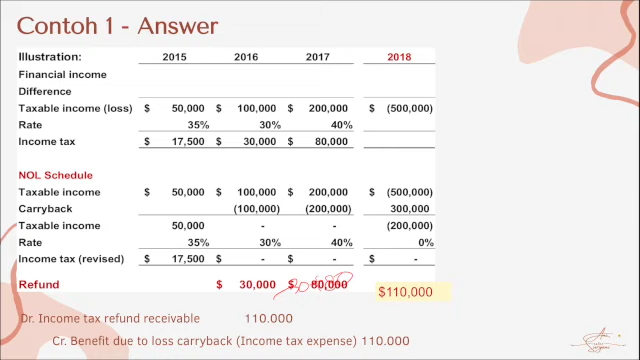 Contoh 1 - Answer
Illustration: 2015 2016 2017 2018
Financial income
Difference
Taxable income (loss) $ 50,000 $ 100,000 $ 200,000 $ (500,000)
Rate 35% 30% 40%
Income tax $ 17,500 $ 30,000 $ 80,000
NOL Schedule
Taxable income $ 50,000 $ 100,000 $ 200,000 $ (500,000)
Carryback (100,000) (200,000) 300,000
Taxable income 50,000 - - (200,000)
Rate 35% 30% 40% 0%
Income tax (revised) $ 17,500 $ - $ - $ -
Refund $ 30,000 $ 80,000 $110,000
Dr. Income tax refund receivable 110.000
Cr. Benefit due to loss carryback (Income tax expense) 110.000